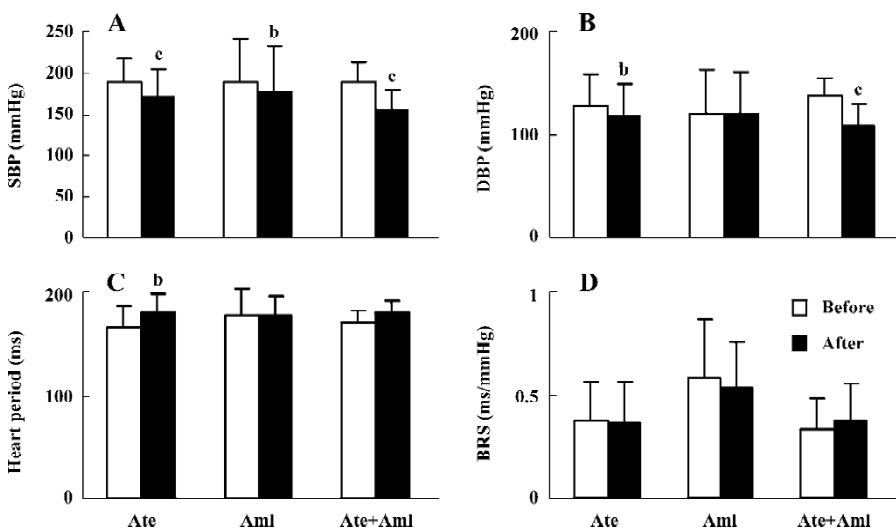 A
SBP (mmHg)
250
200
150
100
50
0
c
b
c
B
DBP (mmHg)
200
100
0
b
c
C
Heart period (ms)
200
100
0
b
Ate
Aml
Ate+Aml
D
BRS (ms/mmHg)
1
0.5
0
Before
After
Ate
Aml
Ate+Aml